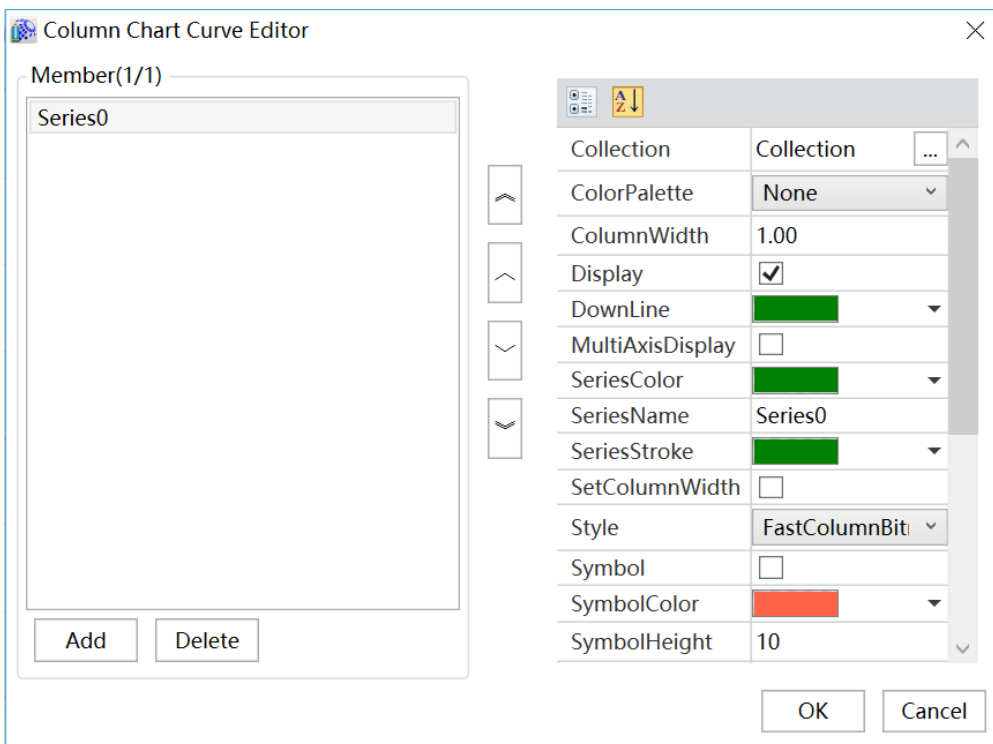 Column Chart Curve Editor
Member(1/1)
Series0
Add
Delete
A
Z
Collection Collection ...
ColorPalette None
ColumnWidth 1.00
Display
DownLine
MultiAxisDisplay
SeriesColor
SeriesName Series0
SeriesStroke
SetColumnWidth
Style FastColumnBit
Symbol
SymbolColor
SymbolHeight 10
OK
Cancel